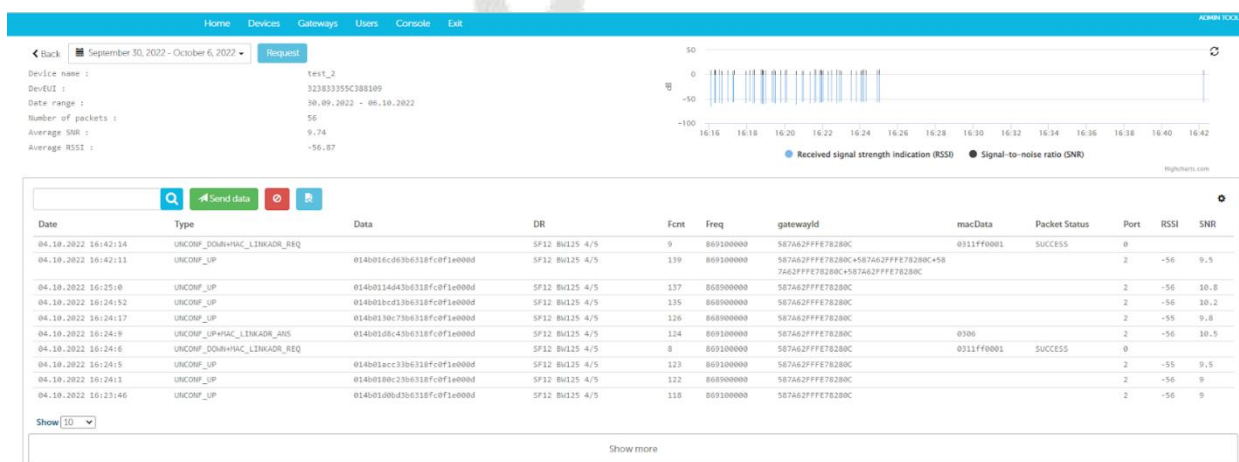 Home Devices Gateways Users Console Exit ADMIN TOOL
Back September 30, 2022 - October 6, 2022 Request
Device name : test_2
DevEUI : 323833355C388109
Date range : 30.09.2022 - 06.10.2022
Number of packets : 56
Average SNR : 9.74
Average RSSI : -56.87
50
0
-50
-100
dB
16:16 16:18 16:20 16:22 16:24 16:26 16:28 16:30 16:32 16:34 16:36 16:38 16:40 16:42
Received signal strength indication (RSSI) Signal-to-noise ratio (SNR)
Highcharts.com
Send data
Date Type Data DR Fcnt Freq gatewayId macData Packet Status Port RSSI SNR
04.10.2022 16:42:14 UNCONF_DOWN+MAC_LINKADR_REQ SF12 BW125 4/5 9 869100000 587A62FFFE78280C 0311ff0001 SUCCESS 0
04.10.2022 16:42:11 UNCONF_UP 014b016cd63b6318fc0f1e000d SF12 BW125 4/5 139 869100000 587A62FFFE78280C+587A62FFFE78280C+58 2 -56 9.5
7A62FFFE78280C+587A62FFFE78280C
04.10.2022 16:25:0 UNCONF_UP 014b0114d43b6318fc0f1e000d SF12 BW125 4/5 137 868900000 587A62FFFE78280C 2 -56 10.8
04.10.2022 16:24:52 UNCONF_UP 014b01bcd13b6318fc0f1e000d SF12 BW125 4/5 135 868900000 587A62FFFE78280C 2 -56 10.2
04.10.2022 16:24:17 UNCONF_UP 014b0130c73b6318fc0f1e000d SF12 BW125 4/5 126 868900000 587A62FFFE78280C 2 -55 9.8
04.10.2022 16:24:9 UNCONF_UP+MAC_LINKADR_ANS 014b01d8c43b6318fc0f1e000d SF12 BW125 4/5 124 869100000 587A62FFFE78280C 0306 2 -56 10.5
04.10.2022 16:24:6 UNCONF_DOWN+MAC_LINKADR_REQ SF12 BW125 4/5 8 869100000 587A62FFFE78280C 0311ff0001 SUCCESS 0
04.10.2022 16:24:5 UNCONF_UP 014b01acc33b6318fc0f1e000d SF12 BW125 4/5 123 869100000 587A62FFFE78280C 2 -55 9.5
04.10.2022 16:24:1 UNCONF_UP 014b0180c23b6318fc0f1e000d SF12 BW125 4/5 122 868900000 587A62FFFE78280C 2 -56 9
04.10.2022 16:23:46 UNCONF_UP 014b01d0bd3b6318fc0f1e000d SF12 BW125 4/5 118 869100000 587A62FFFE78280C 2 -56 9
Show 10
Show more